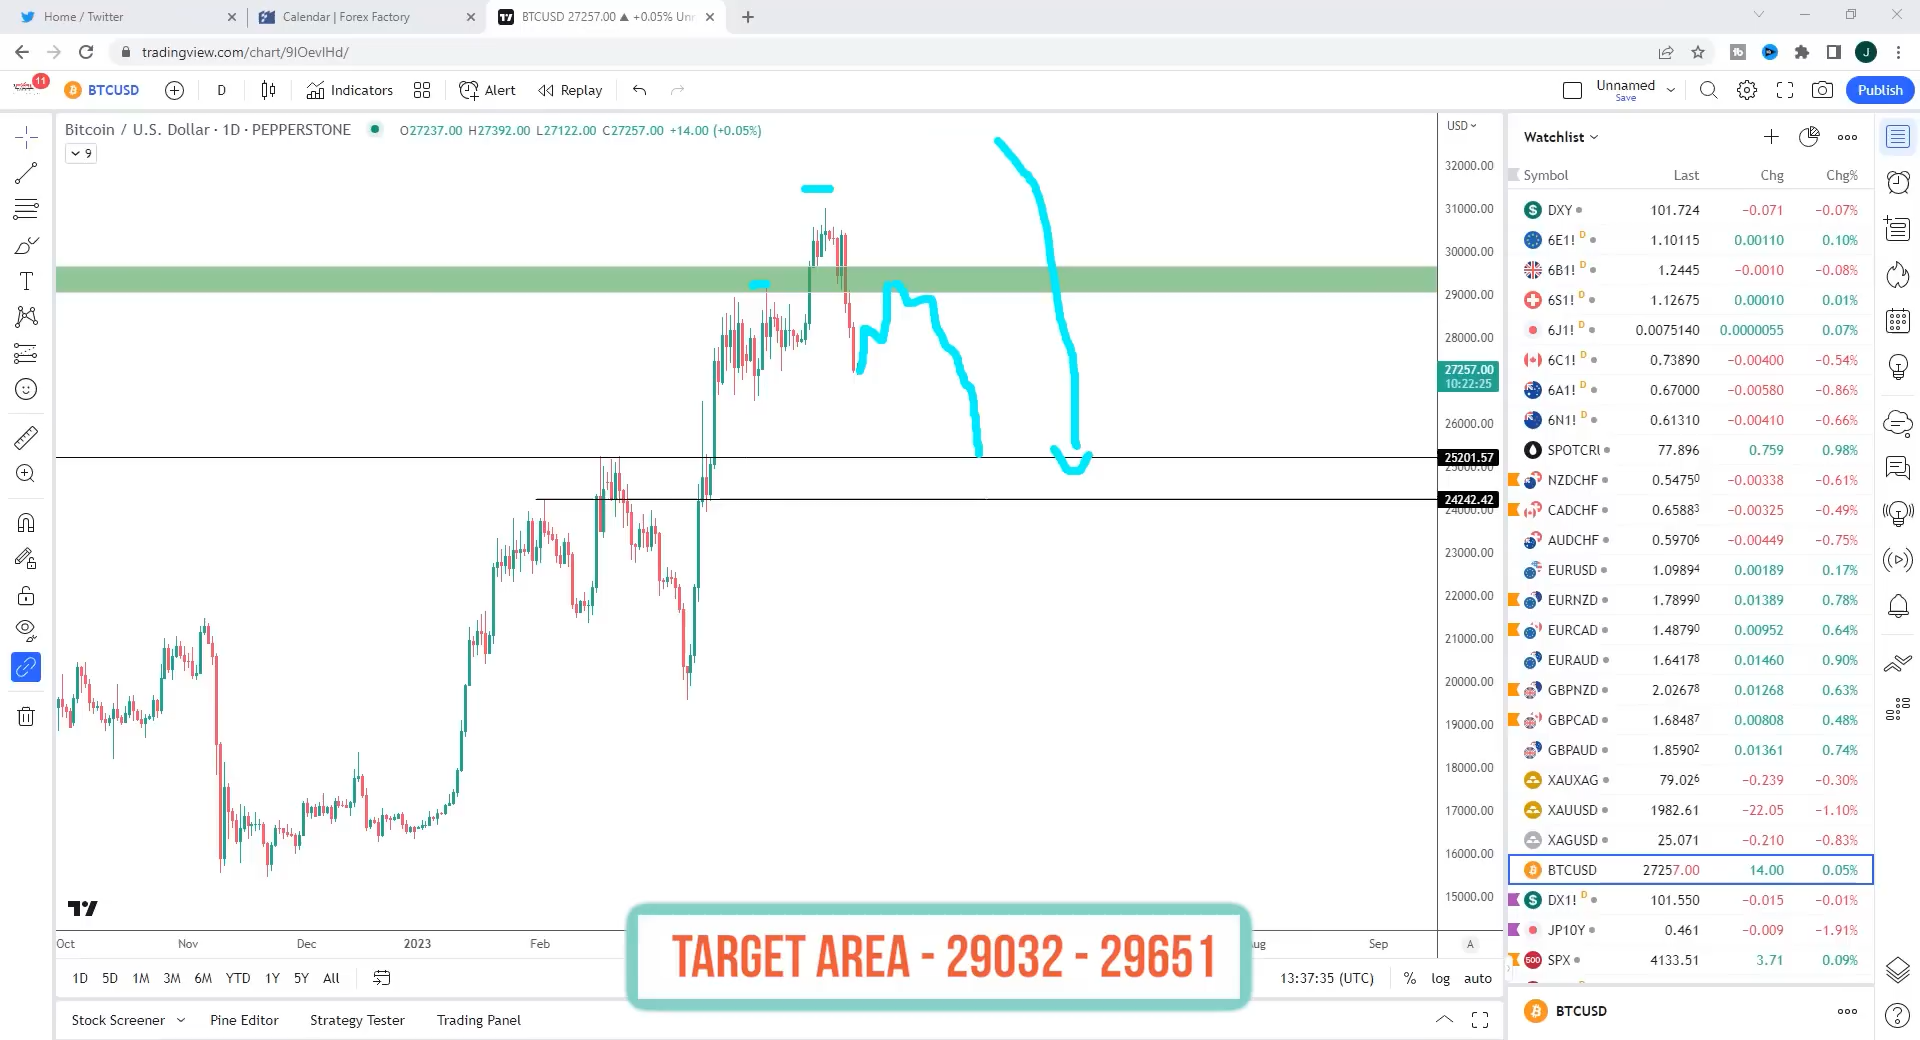 Home / Twitter
Calendar | Forex Factory
BTCUSD 27257.00 ▲ +0.05% Unn
tradingview.com/chart/9IOevIHd/
J
11
BTCUSD
D
Indicators
Alert
Replay
Unnamed
Save
Publish
Bitcoin / U.S. Dollar · 1D · PEPPERSTONE
O27237.00 H27392.00 L27122.00 C27257.00 +14.00 (+0.05%)
9
USD
32000.00
31000.00
30000.00
29000.00
28000.00
27257.00
10:22:25
26000.00
25201.57
25000.00
24242.42
24000.00
23000.00
22000.00
21000.00
20000.00
19000.00
18000.00
17000.00
16000.00
15000.00
Oct Nov Dec 2023 Feb Aug Sep A
TARGET AREA - 29032 - 29651
1D 5D 1M 3M 6M YTD 1Y 5Y All
13:37:35 (UTC) % log auto
Stock Screener Pine Editor Strategy Tester Trading Panel
Watchlist
Symbol Last Chg Chg%
DXY 101.724 −0.071 −0.07%
6E1! D 1.10115 0.00110 0.10%
6B1! D 1.2445 −0.0010 −0.08%
6S1! D 1.12675 0.00010 0.01%
6J1! D 0.0075140 0.0000055 0.07%
6C1! D 0.73890 −0.00400 −0.54%
6A1! D 0.67000 −0.00580 −0.86%
6N1! D 0.61310 −0.00410 −0.66%
SPOTCRU 77.896 0.759 0.98%
NZDCHF 0.54750 −0.00338 −0.61%
CADCHF 0.65883 −0.00325 −0.49%
AUDCHF 0.59706 −0.00449 −0.75%
EURUSD 1.09894 0.00189 0.17%
EURNZD 1.78990 0.01389 0.78%
EURCAD 1.48790 0.00952 0.64%
EURAUD 1.64178 0.01460 0.90%
GBPNZD 2.02678 0.01268 0.63%
GBPCAD 1.68487 0.00808 0.48%
GBPAUD 1.85902 0.01361 0.74%
XAUXAG 79.026 −0.239 −0.30%
XAUUSD 1982.61 −22.05 −1.10%
XAGUSD 25.071 −0.210 −0.83%
BTCUSD 27257.00 14.00 0.05%
DX1! D 101.550 −0.015 −0.01%
JP10Y 0.461 −0.009 −1.91%
500 SPX 4133.51 3.71 0.09%
BTCUSD